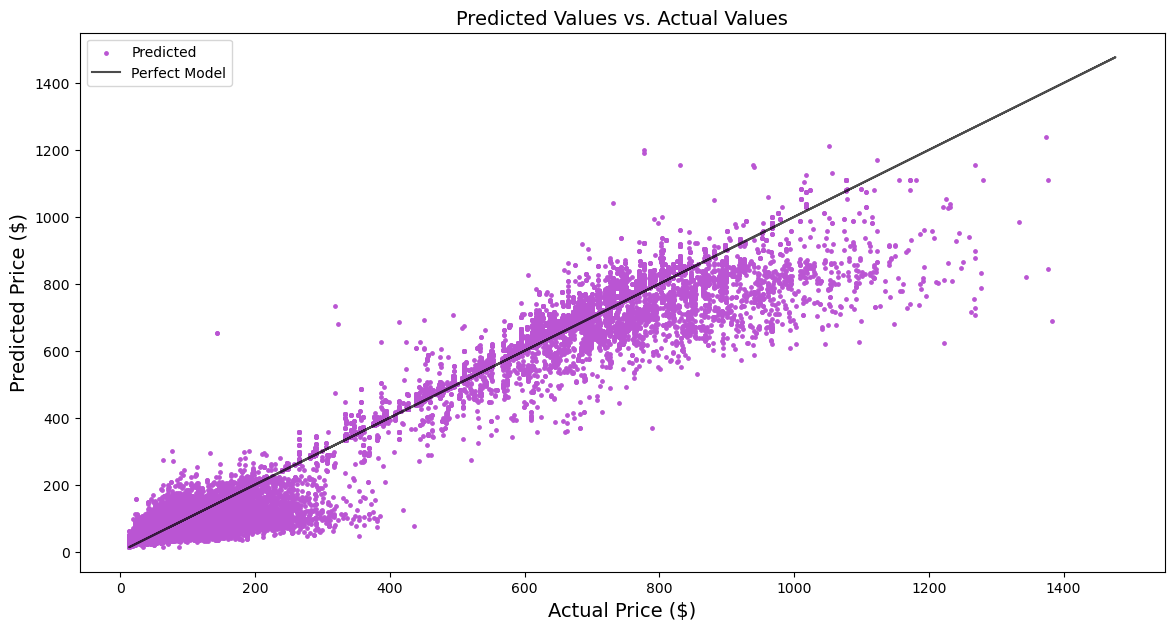 Predicted Values vs. Actual Values
Predicted
Perfect Model
1400
1200
1000
800
600
400
200
0
Predicted Price ($)
0 200 400 600 800 1000 1200 1400
Actual Price ($)